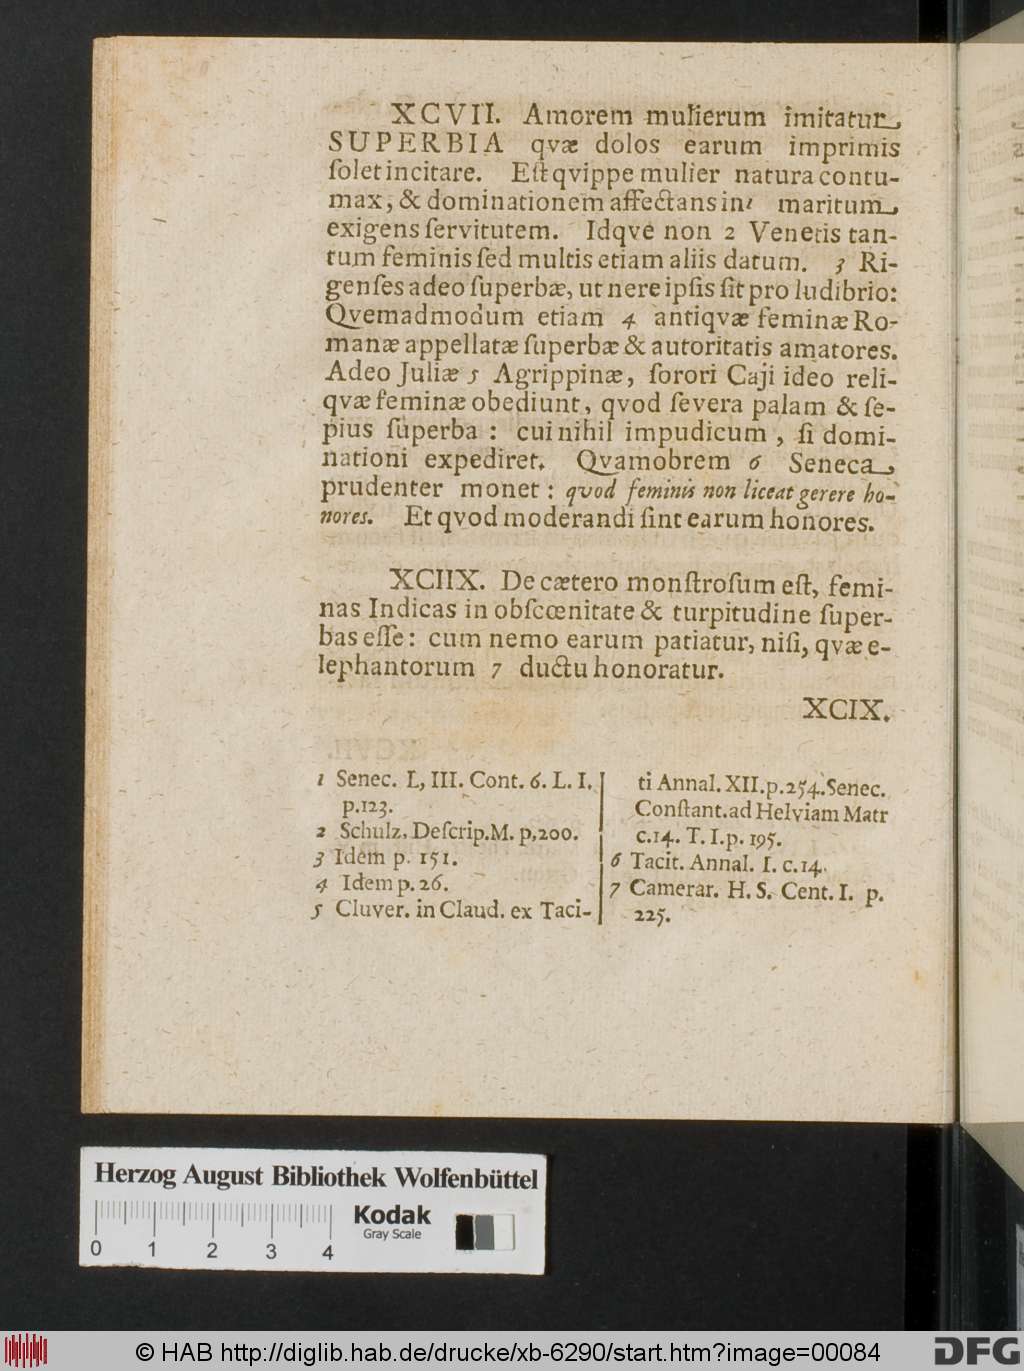 XCVII. Amorem mulierum imitatur
SUPERBIA qvæ dolos earum imprimis
ſolet incitare. Eſt qvippe mulier natura contu-
max, & dominationem affectans in 1 maritum
exigens ſervitutem. Idqve non 2 Venetis tan-
tum feminis ſed multis etiam aliis datum. 3 Ri-
genſes adeo ſuperbæ, ut nere ipſis ſit pro ludibrio:
Qvemadmodum etiam 4 antiqvæ feminæ Ro-
manæ appellatæ ſuperbæ & autoritatis amatores.
Adeo Juliæ 5 Agrippinæ, ſorori Caji ideo reli-
qvæ feminæ obediunt, qvod ſevera palam & ſe-
pius ſuperba : cui nihil impudicum, ſi domi-
nationi expediret. Qvamobrem 6 Seneca
prudenter monet : qvod feminis non liceat gerere ho-
nores. Et qvod moderandi ſint earum honores.
XCIIX. De cætero monſtroſum eſt, femi-
nas Indicas in obſcœnitate & turpitudine ſuper-
bas eſſe : cum nemo earum patiatur, niſi, qvæ e-
lephantorum 7 ductu honoratur.
XCIX.
1 Senec. L, III. Cont. 6. L. I.
p. 123.
2 Schulz. Deſcrip. M. p, 200.
3 Idem p. 151.
4 Idem p. 26.
5 Cluver. in Claud. ex Taci-
ti Annal. XII. p. 254. Senec.
Conſtant. ad Helviam Matr
c. 14. T. I. p. 195.
6 Tacit. Annal. I. c. 14.
7 Camerar. H. S. Cent. I. p.
225.
Herzog August Bibliothek Wolfenbüttel
Kodak
Gray Scale
0 1 2 3 4
© HAB http://diglib.hab.de/drucke/xb-6290/start.htm?image=00084
DFG